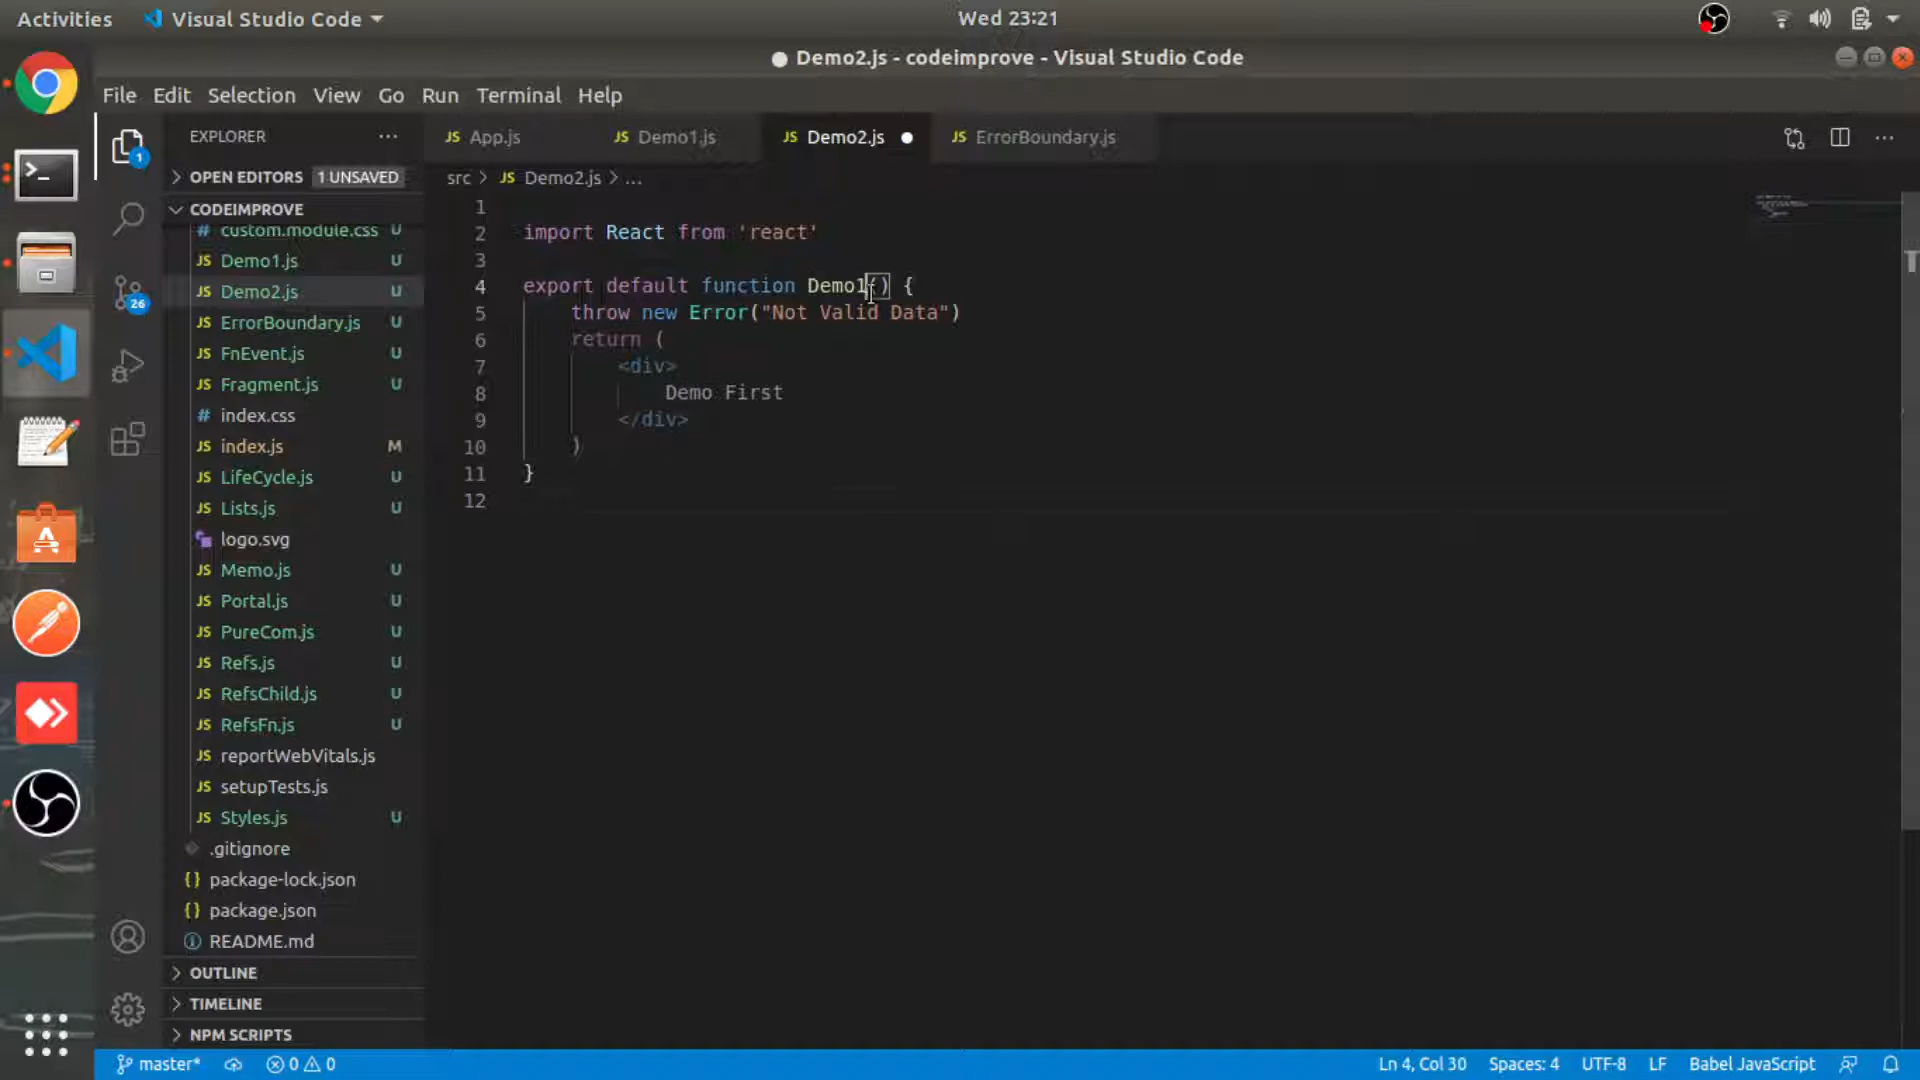 Activities Visual Studio Code Wed 23:21
Demo2.js - codeimprove - Visual Studio Code
File Edit Selection View Go Run Terminal Help
EXPLORER ··· JS App.js JS Demo1.js JS Demo2.js JS ErrorBoundary.js ···
OPEN EDITORS 1 UNSAVED
src > JS Demo2.js > ...
CODEIMPROVE
# custom.module.css U
JS Demo1.js U
JS Demo2.js U
JS ErrorBoundary.js U
JS FnEvent.js U
JS Fragment.js U
# index.css
JS index.js M
JS LifeCycle.js U
JS Lists.js U
logo.svg
JS Memo.js U
JS Portal.js U
JS PureCom.js U
JS Refs.js U
JS RefsChild.js U
JS RefsFn.js U
JS reportWebVitals.js
JS setupTests.js
JS Styles.js U
.gitignore
{} package-lock.json
{} package.json
README.md
OUTLINE
TIMELINE
NPM SCRIPTS
1
26
1
2 import React from 'react'
3
4 export default function Demo1() {
5 throw new Error("Not Valid Data")
6 return (
7 <div>
8 Demo First
9 </div>
10 )
11 }
12
master* 0 0 Ln 4, Col 30 Spaces: 4 UTF-8 LF Babel JavaScript